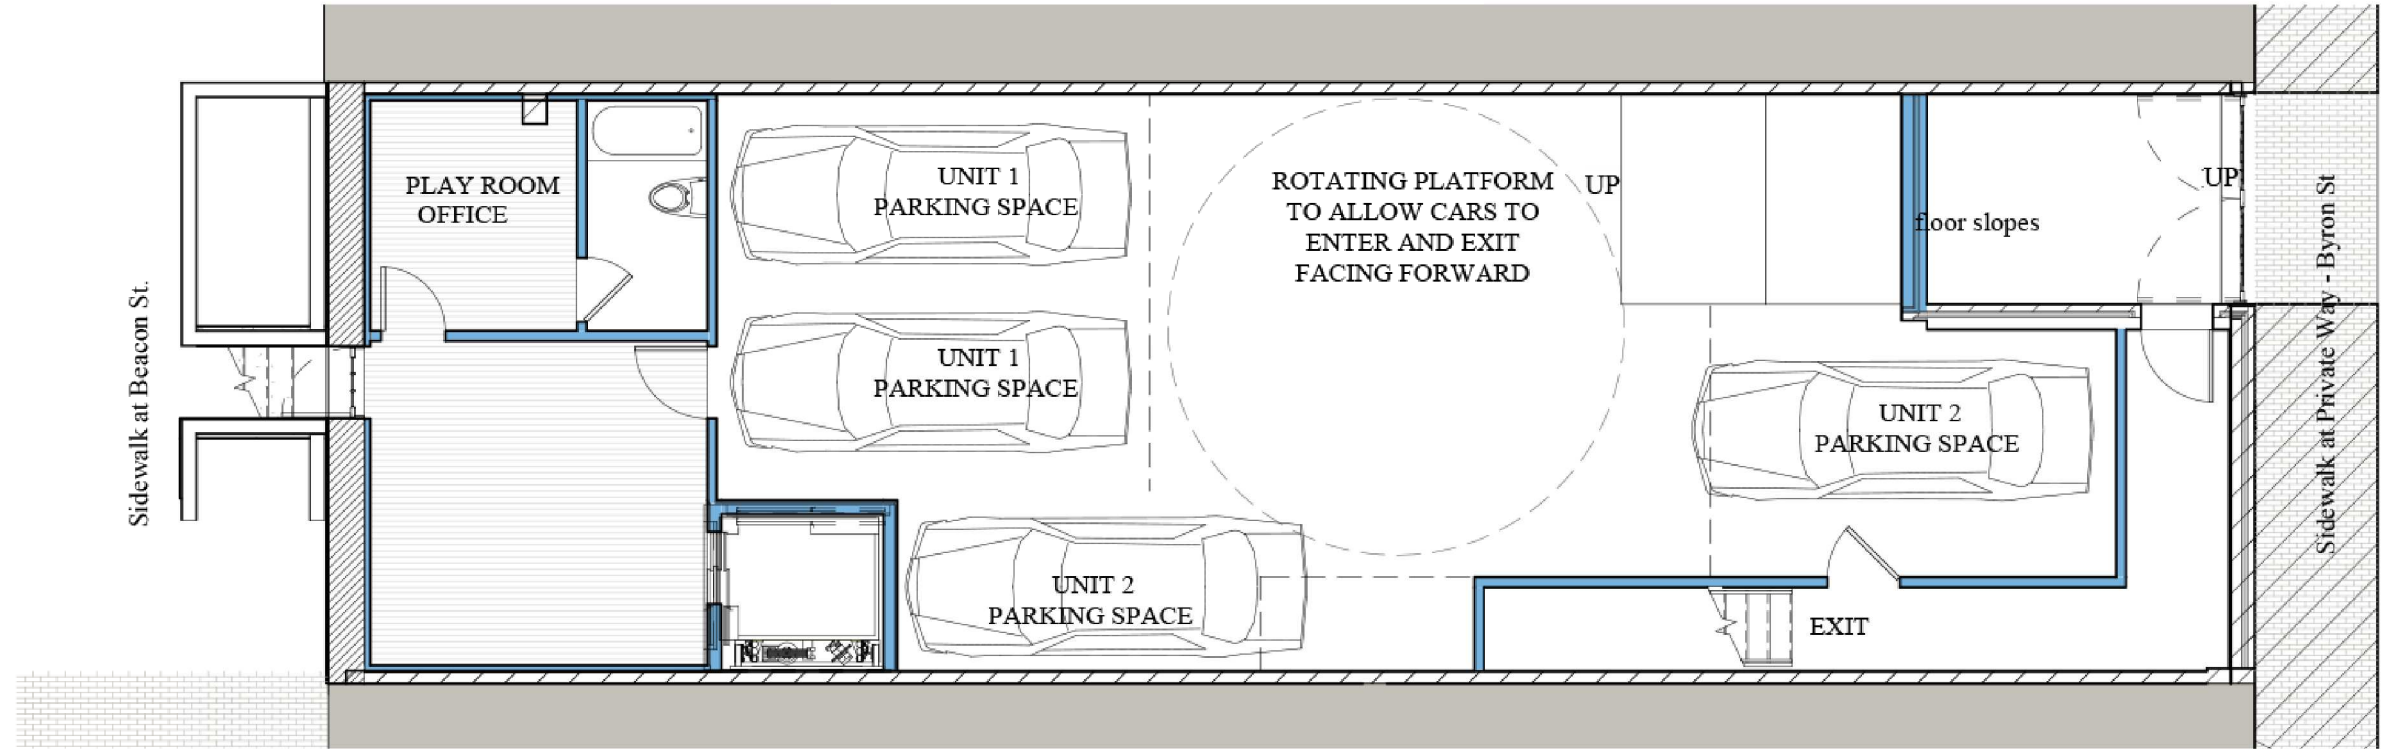 Sidewalk at Beacon St.
PLAY ROOM
OFFICE
UNIT 1
PARKING SPACE
UNIT 1
PARKING SPACE
UNIT 2
PARKING SPACE
ROTATING PLATFORM
TO ALLOW CARS TO
ENTER AND EXIT
FACING FORWARD
UP
floor slopes
UP
UNIT 2
PARKING SPACE
EXIT
Sidewalk at Private Way - Byron St